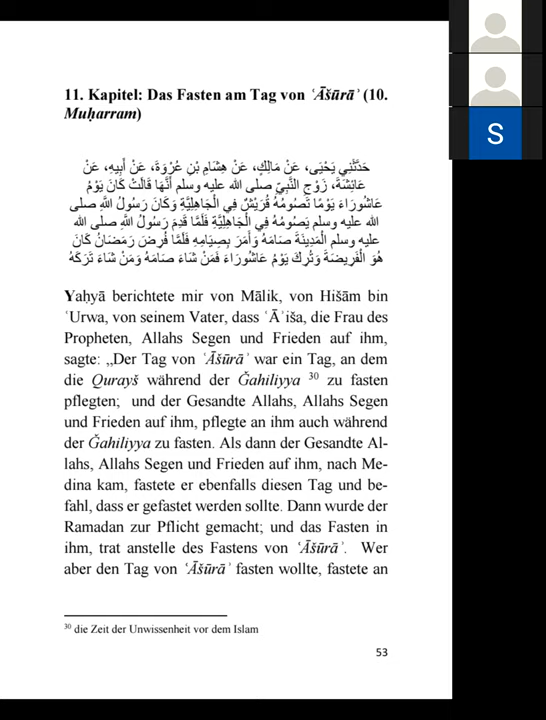 11. Kapitel: Das Fasten am Tag von ʿĀšūrāʾ (10.
Muḥarram)
حَدَّثَنِي يَحْيَى، عَنْ مَالِكٍ، عَنْ هِشَامِ بْنِ عُرْوَةَ، عَنْ أَبِيهِ، عَنْ
عَائِشَةَ، زَوْجِ النَّبِيِّ صلى الله عليه وسلم أَنَّهَا قَالَتْ كَانَ يَوْمُ
عَاشُورَاءَ يَوْمًا تَصُومُهُ قُرَيْشٌ فِي الْجَاهِلِيَّةِ وَكَانَ رَسُولُ اللَّهِ صلى
الله عليه وسلم يَصُومُهُ فِي الْجَاهِلِيَّةِ فَلَمَّا قَدِمَ رَسُولُ اللَّهِ صلى الله
عليه وسلم الْمَدِينَةَ صَامَهُ وَأَمَرَ بِصِيَامِهِ فَلَمَّا فُرِضَ رَمَضَانُ كَانَ
هُوَ الْفَرِيضَةَ وَتُرِكَ يَوْمُ عَاشُورَاءَ فَمَنْ شَاءَ صَامَهُ وَمَنْ شَاءَ تَرَكَهُ
Yaḥyā berichtete mir von Mālik, von Hišām bin
ʿUrwa, von seinem Vater, dass ʿĀʾiša, die Frau des
Propheten, Allahs Segen und Frieden auf ihm,
sagte: „Der Tag von ʿĀšūrāʾ war ein Tag, an dem
die Qurayš während der Ǧahiliyya 30 zu fasten
pflegten; und der Gesandte Allahs, Allahs Segen
und Frieden auf ihm, pflegte an ihm auch während
der Ǧahiliyya zu fasten. Als dann der Gesandte Al-
lahs, Allahs Segen und Frieden auf ihm, nach Me-
dina kam, fastete er ebenfalls diesen Tag und be-
fahl, dass er gefastet werden sollte. Dann wurde der
Ramadan zur Pflicht gemacht; und das Fasten in
ihm, trat anstelle des Fastens von ʿĀšūrāʾ. Wer
aber den Tag von ʿĀšūrāʾ fasten wollte, fastete an
30 die Zeit der Unwissenheit vor dem Islam
53
S